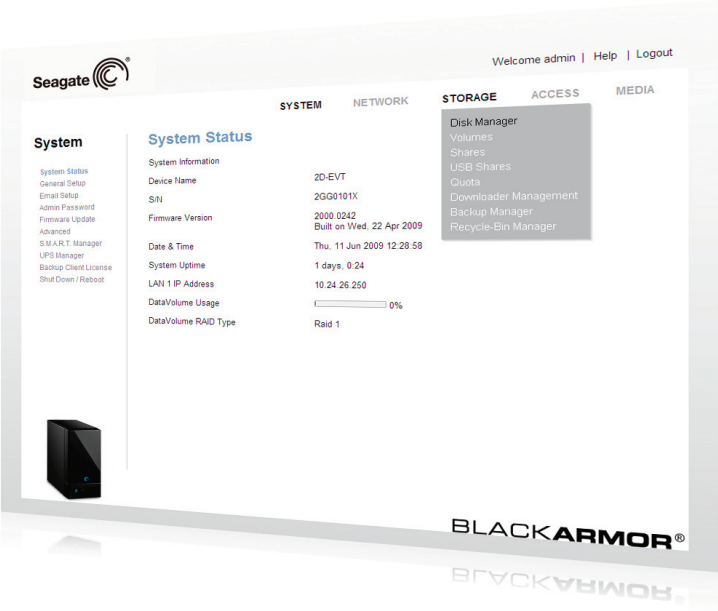 Seagate
Welcome admin | Help | Logout
SYSTEM NETWORK STORAGE ACCESS MEDIA
Disk Manager
Volumes
Shares
USB Shares
Quota
Downloader Management
Backup Manager
Recycle-Bin Manager
System
System Status
General Setup
Email Setup
Admin Password
Firmware Update
Advanced
S.M.A.R.T. Manager
UPS Manager
Backup Client License
Shut Down / Reboot
System Status
System Information
Device Name 2D-EVT
S/N 2GG0101X
Firmware Version 2000.0242
Built on Wed, 22 Apr 2009
Date & Time Thu, 11 Jun 2009 12:28:58
System Uptime 1 days, 0:24
LAN 1 IP Address 10.24.26.250
DataVolume Usage 0%
DataVolume RAID Type Raid 1
BLACKARMOR®